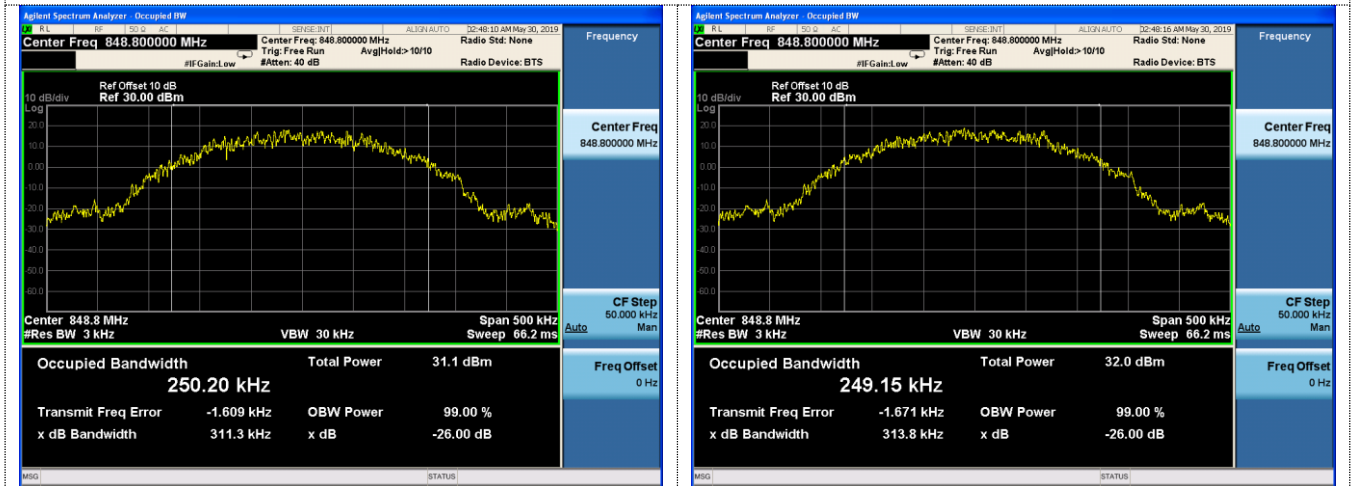 Agilent Spectrum Analyzer - Occupied BW
RL RF 50 Ω AC SENSE:INT ALIGN AUTO 02:48:10 AM May 30, 2019
Center Freq 848.800000 MHz
Center Freq: 848.800000 MHz Radio Std: None
Trig: Free Run Avg|Hold:> 10/10
#IFGain:Low #Atten: 40 dB Radio Device: BTS
Frequency
Ref Offset 10 dB
10 dB/div Ref 30.00 dBm
Log
20.0
10.0
0.00
-10.0
-20.0
-30.0
-40.0
-50.0
-60.0
Center Freq
848.800000 MHz
CF Step
50.000 kHz
Auto Man
Freq Offset
0 Hz
Center 848.8 MHz Span 500 kHz
#Res BW 3 kHz VBW 30 kHz Sweep 66.2 ms
Occupied Bandwidth Total Power 31.1 dBm
250.20 kHz
Transmit Freq Error -1.609 kHz OBW Power 99.00 %
x dB Bandwidth 311.3 kHz x dB -26.00 dB
MSG STATUS
Agilent Spectrum Analyzer - Occupied BW
RL RF 50 Ω AC SENSE:INT ALIGN AUTO 02:48:16 AM May 30, 2019
Center Freq 848.800000 MHz
Center Freq: 848.800000 MHz Radio Std: None
Trig: Free Run Avg|Hold:> 10/10
#IFGain:Low #Atten: 40 dB Radio Device: BTS
Frequency
Ref Offset 10 dB
10 dB/div Ref 30.00 dBm
Log
20.0
10.0
0.00
-10.0
-20.0
-30.0
-40.0
-50.0
-60.0
Center Freq
848.800000 MHz
CF Step
50.000 kHz
Auto Man
Freq Offset
0 Hz
Center 848.8 MHz Span 500 kHz
#Res BW 3 kHz VBW 30 kHz Sweep 66.2 ms
Occupied Bandwidth Total Power 32.0 dBm
249.15 kHz
Transmit Freq Error -1.671 kHz OBW Power 99.00 %
x dB Bandwidth 313.8 kHz x dB -26.00 dB
MSG STATUS